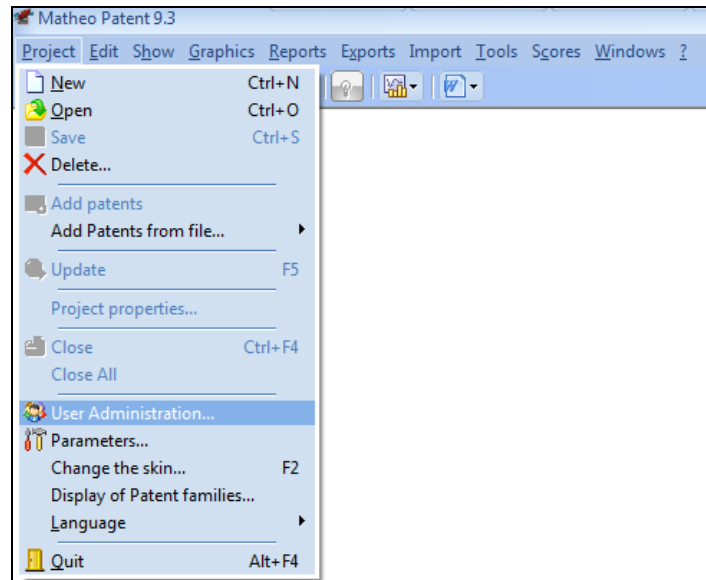 Matheo Patent 9.3
Project Edit Show Graphics Reports Exports Import Tools Scores Windows ?
New Ctrl+N
Open Ctrl+O
Save Ctrl+S
Delete...
Add patents
Add Patents from file...
Update F5
Project properties...
Close Ctrl+F4
Close All
User Administration...
Parameters...
Change the skin... F2
Display of Patent families...
Language
Quit Alt+F4